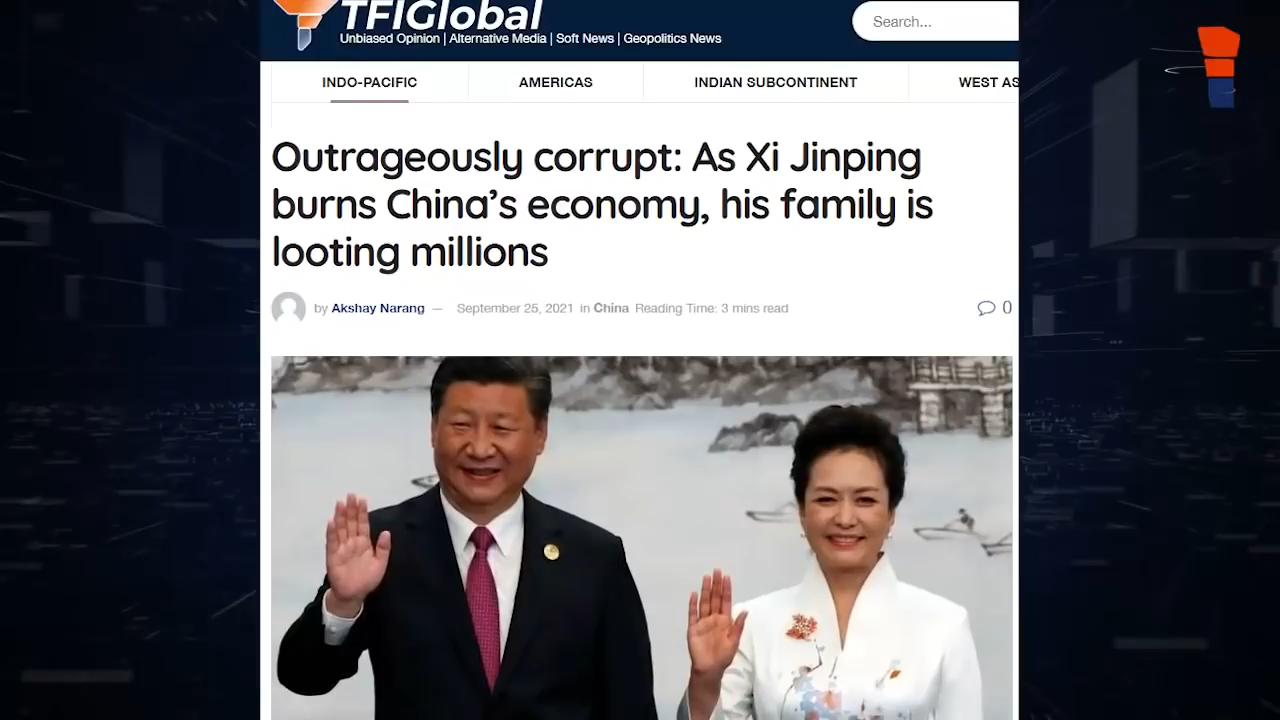 TFIGlobal
Unbiased Opinion | Alternative Media | Soft News | Geopolitics News
Search...
INDO-PACIFIC
AMERICAS
INDIAN SUBCONTINENT
WEST AS
Outrageously corrupt: As Xi Jinping
burns China’s economy, his family is
looting millions
by Akshay Narang — September 25, 2021 in China Reading Time: 3 mins read
0